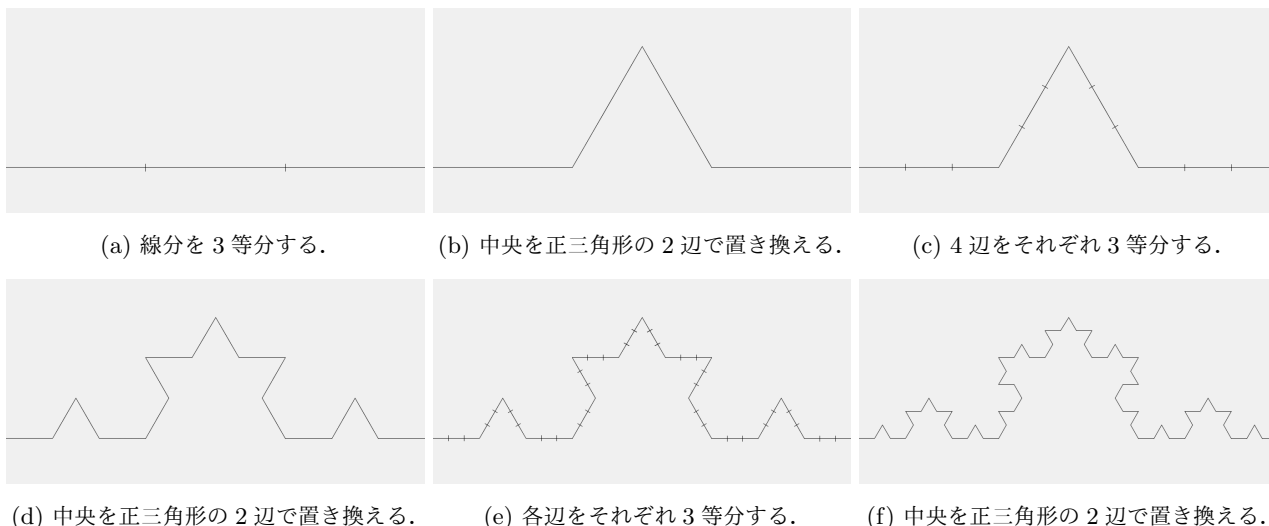 (a) 線分を 3 等分する．
(b) 中央を正三角形の 2 辺で置き換える．
(c) 4 辺をそれぞれ 3 等分する．
(d) 中央を正三角形の 2 辺で置き換える．
(e) 各辺をそれぞれ 3 等分する．
(f) 中央を正三角形の 2 辺で置き換える．